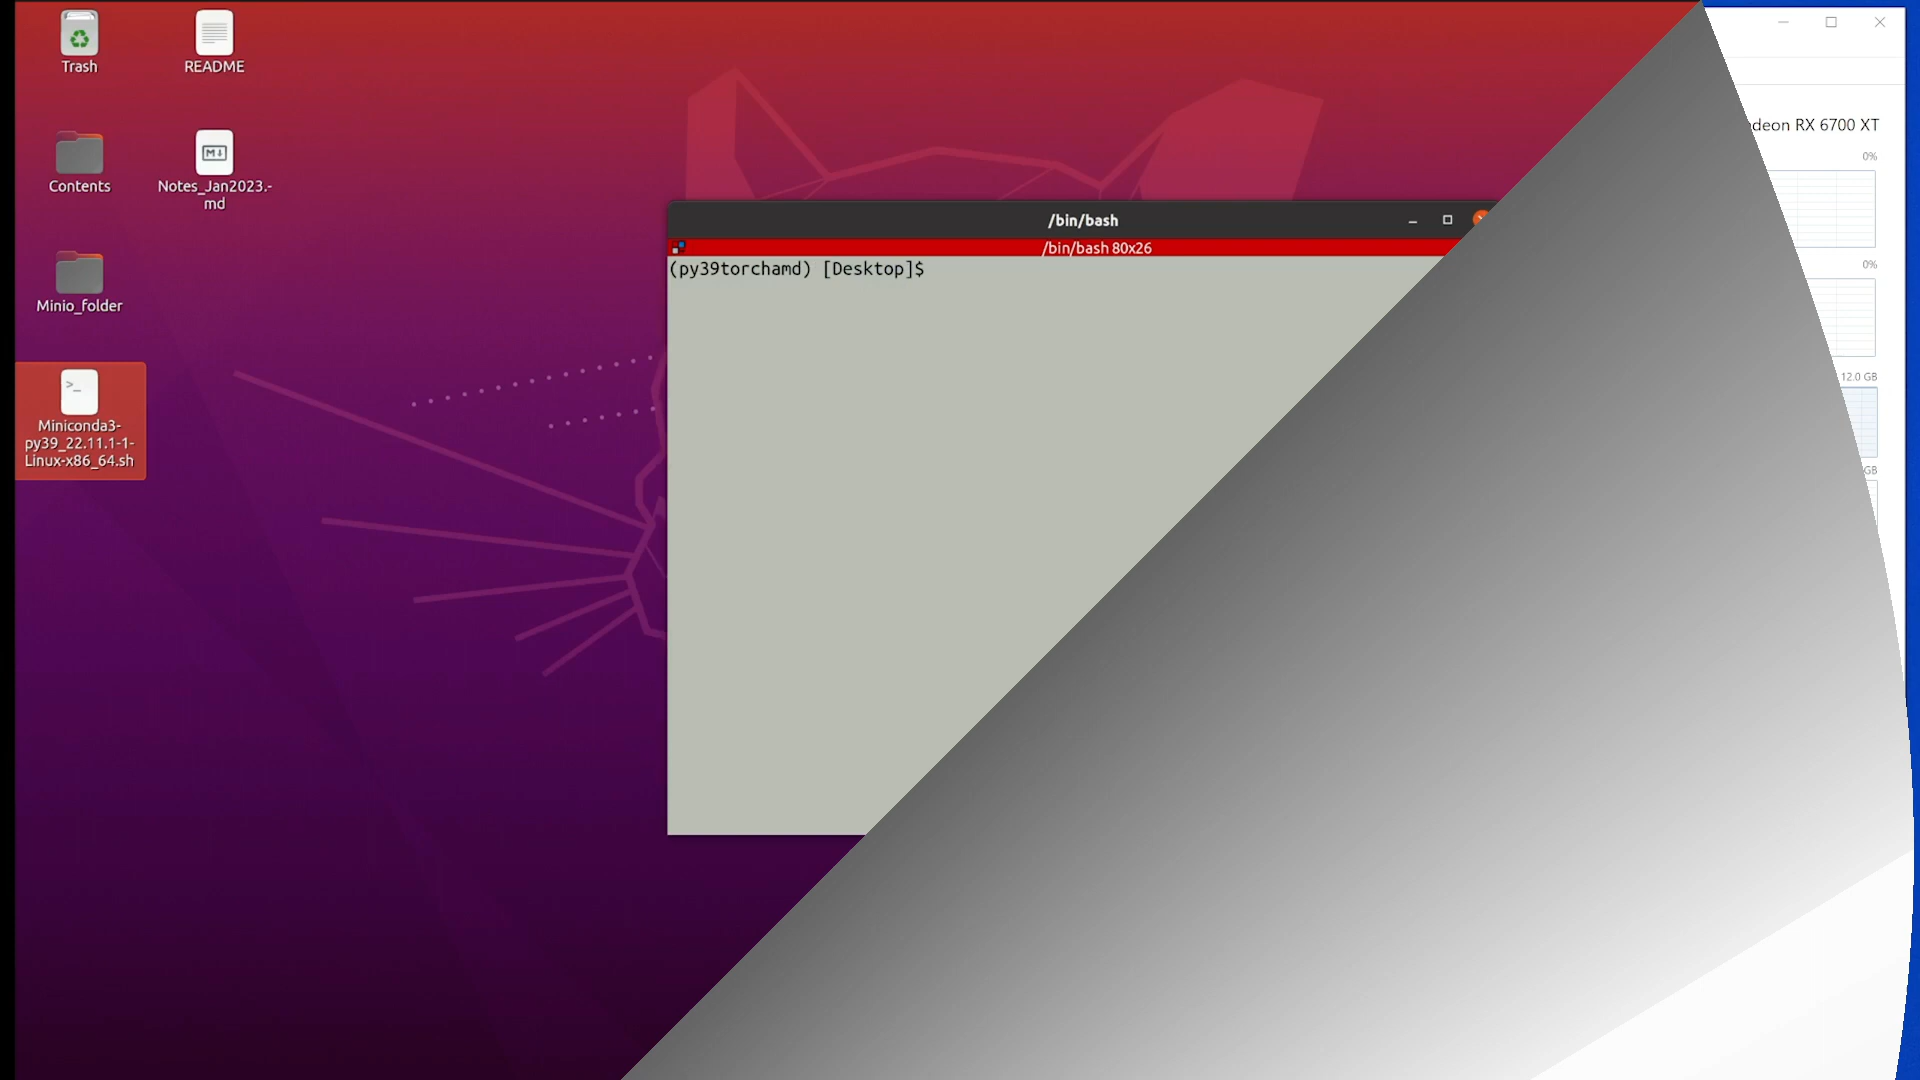 Trash
README
Contents
Notes_Jan2023.-
md
Minio_folder
Miniconda3-
py39_22.11.1-1-
Linux-x86_64.sh
/bin/bash
/bin/bash 80x26
(py39torchamd) [Desktop]$
RX 6700 XT
0%
0%
12.0 GB
GB